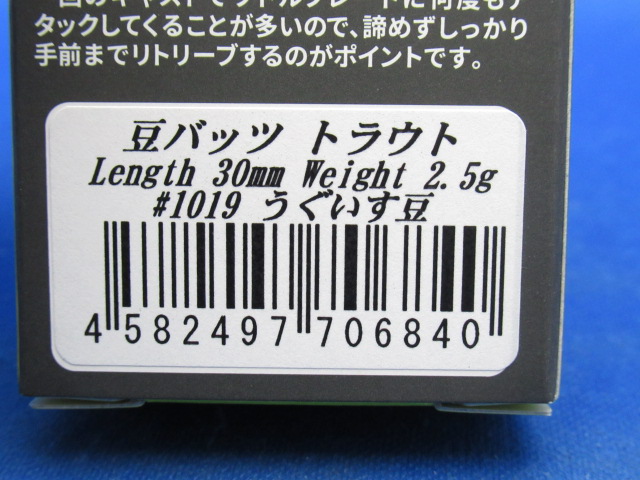 タックしてくることが多いので、諦めずしっかり
手前までリトリーブするのがポイントです。
豆バッツ トラウト
Length 30mm Weight 2.5g
#1019 うぐいす豆
4 582497 706840